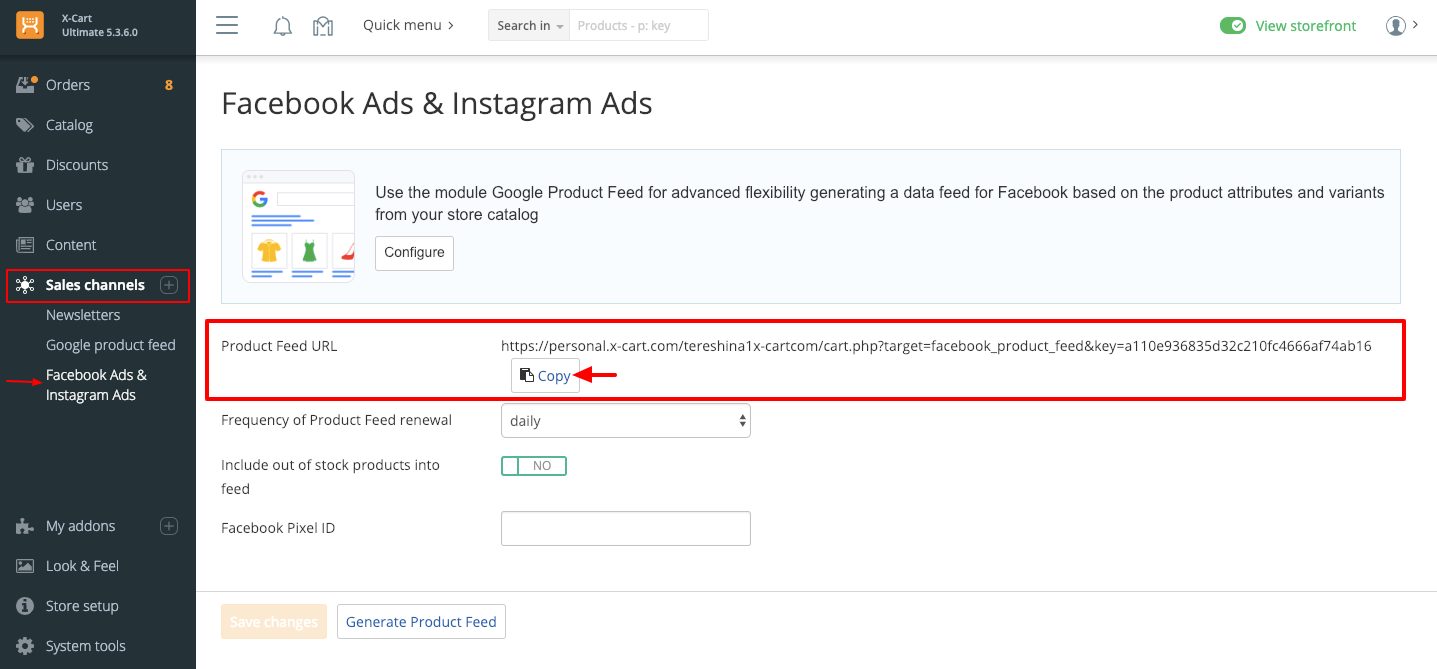 X-Cart
Ultimate 5.3.6.0
Quick menu
Search in
Products - p: key
View storefront
Orders 8
Catalog
Discounts
Users
Content
Sales channels
Newsletters
Google product feed
Facebook Ads &
Instagram Ads
My addons
Look & Feel
Store setup
System tools
Facebook Ads & Instagram Ads
Use the module Google Product Feed for advanced flexibility generating a data feed for Facebook based on the product attributes and variants
from your store catalog
Configure
Product Feed URL
https://personal.x-cart.com/tereshina1x-cartcom/cart.php?target=facebook_product_feed&key=a110e936835d32c210fc4666af74ab16
Copy
Frequency of Product Feed renewal
daily
Include out of stock products into
feed
NO
Facebook Pixel ID
Save changes
Generate Product Feed